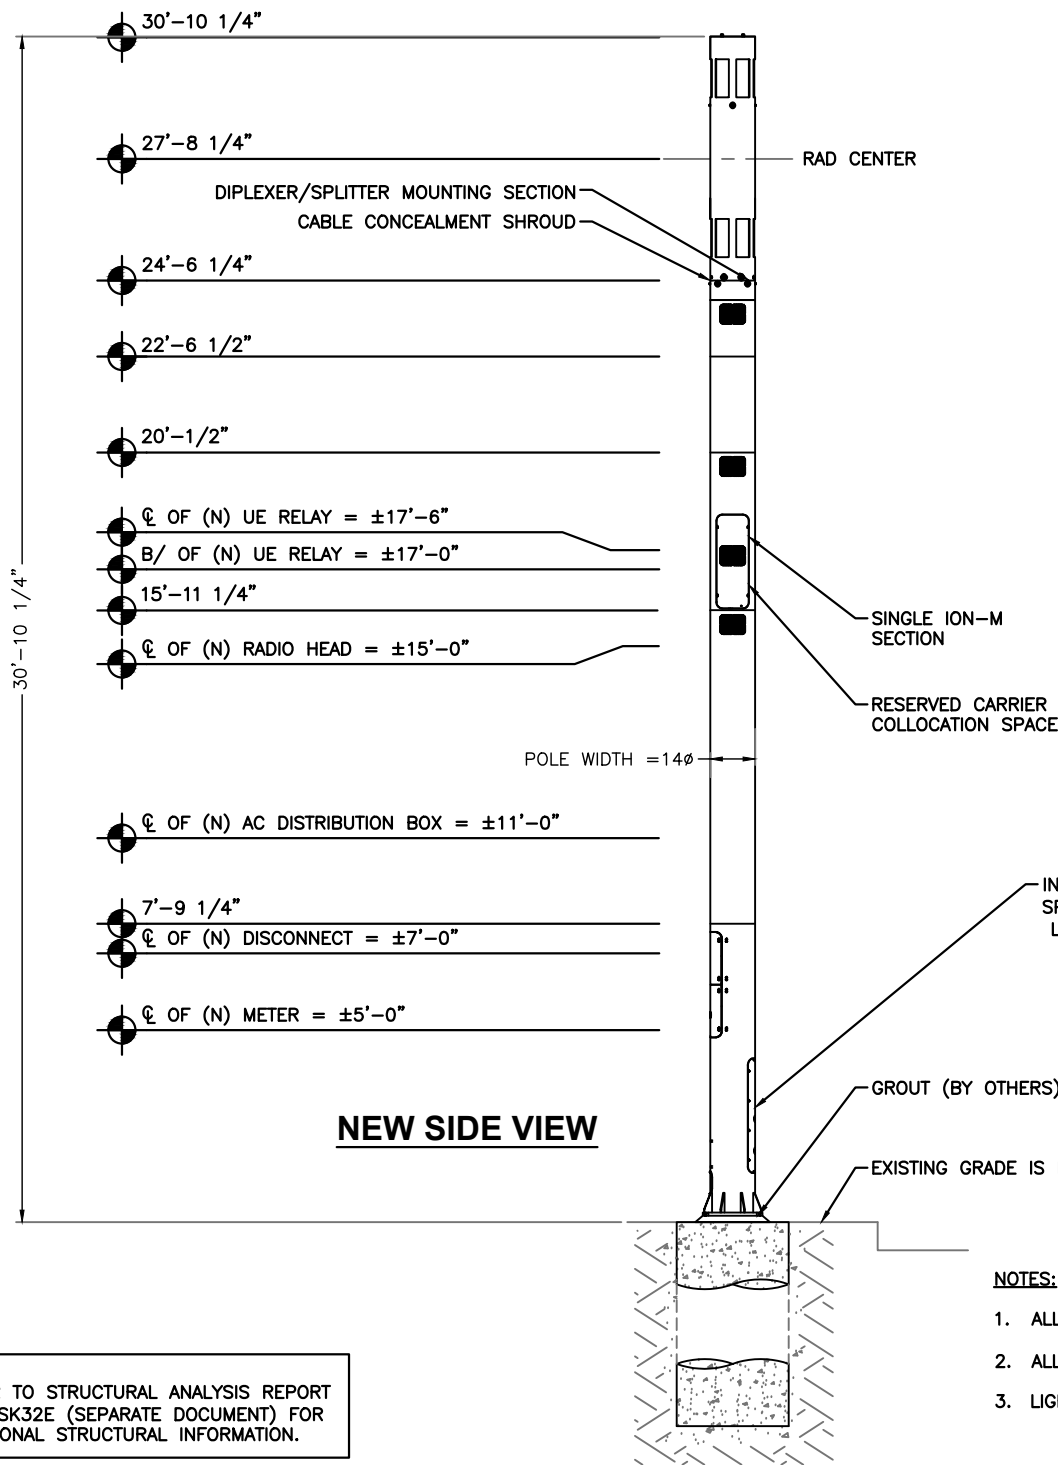 30'-10 1/4"
27'-8 1/4"
RAD CENTER
DIPLEXER/SPLITTER MOUNTING SECTION
CABLE CONCEALMENT SHROUD
24'-6 1/4"
22'-6 1/2"
20'-1/2"
℄ OF (N) UE RELAY = ±17'-6"
B/ OF (N) UE RELAY = ±17'-0"
15'-11 1/4"
℄ OF (N) RADIO HEAD = ±15'-0"
30'-10 1/4"
SINGLE ION-M
SECTION
RESERVED CARRIER
COLLOCATION SPACE
POLE WIDTH =14ø
℄ OF (N) AC DISTRIBUTION BOX = ±11'-0"
7'-9 1/4"
℄ OF (N) DISCONNECT = ±7'-0"
℄ OF (N) METER = ±5'-0"
IN
L
NEW SIDE VIEW
GROUT (BY OTHERS)
EXISTING GRADE IS
NOTES:
1. ALL
2. ALL
3.
TO STRUCTURAL ANALYSIS REPORT
SK32E (SEPARATE DOCUMENT) FOR
ONAL STRUCTURAL INFORMATION.